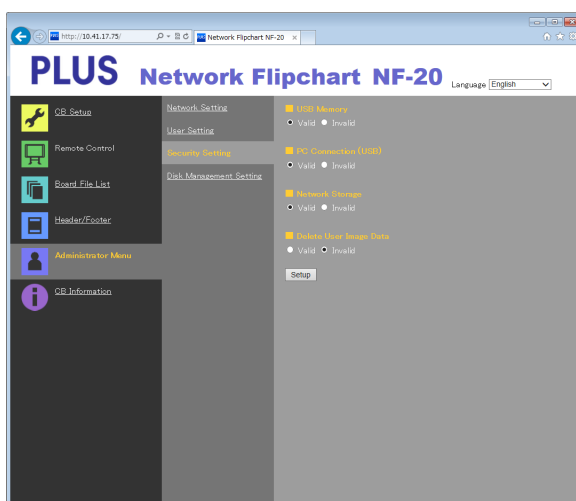 http://10.41.17.75/
Network Flipchart NF-20
PLUS Network Flipchart NF-20
Language English
CB Setup
Remote Control
Board File List
Header/Footer
Administrator Menu
CB Information
Network Setting
User Setting
Security Setting
Disk Management Setting
USB Memory
Valid Invalid
PC Connection (USB)
Valid Invalid
Network Storage
Valid Invalid
Delete User Image Data
Valid Invalid
Setup